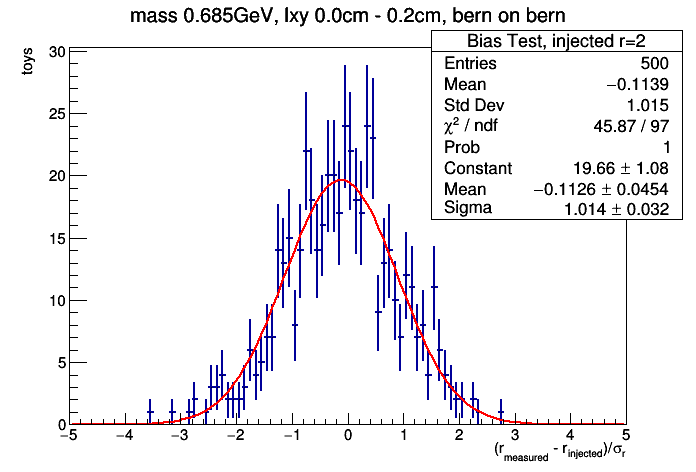 mass 0.685GeV, lxy 0.0cm - 0.2cm, bern on bern
Bias Test, injected r=2
Entries 500
Mean −0.1139
Std Dev 1.015
χ² / ndf 45.87 / 97
Prob 1
Constant 19.66 ± 1.08
Mean −0.1126 ± 0.0454
Sigma 1.014 ± 0.032
toys
30
25
20
15
10
5
0
−5 −4 −3 −2 −1 0 1 2 3 4 5
(r_measured - r_injected)/σ_r